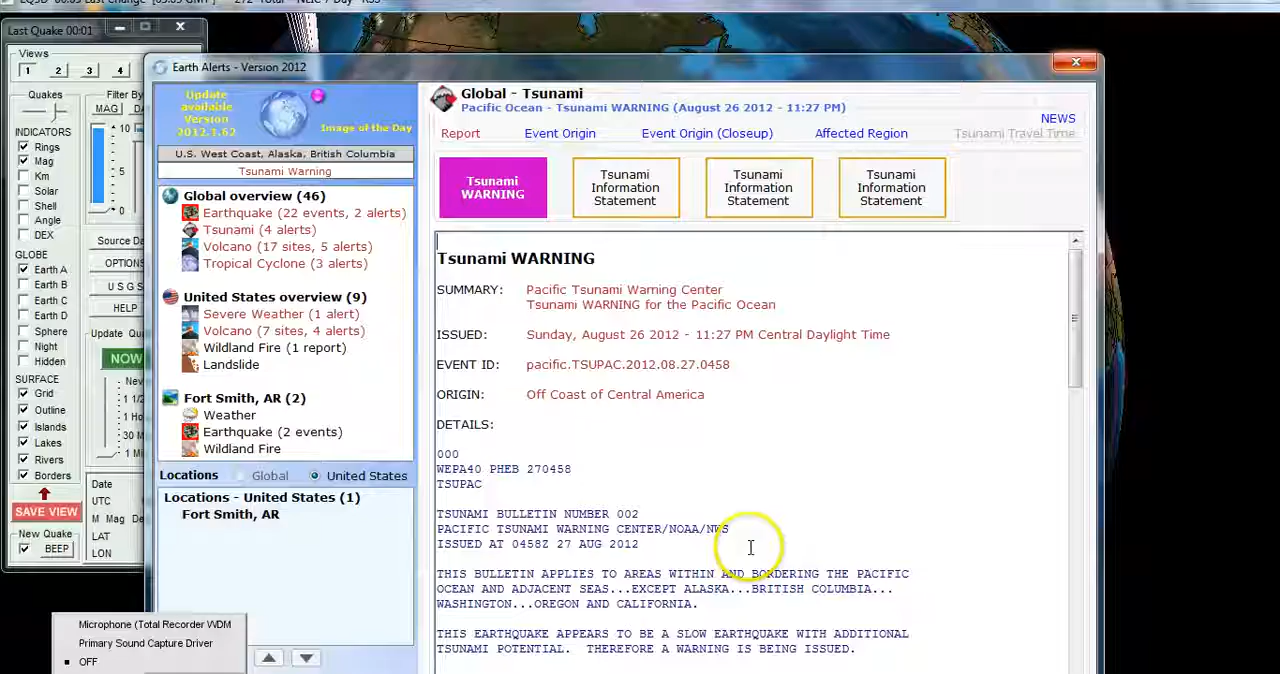 Last Quake 00:01
Views
1 2 3 4
Quakes
Filter By
MAG
10
5
0
INDICATORS
Rings
Mag
Km
Solar
Shell
Angle
DEX
GLOBE
Earth A
Earth B
Earth C
Earth D
Sphere
Night
Hidden
SURFACE
Grid
Outline
Islands
Lakes
Rivers
Borders
SAVE VIEW
New Quake
BEEP
Source Da
OPTIONS
U S G S
HELP
Update Qu
NOW
Date
UTC
M Mag De
LAT
LON
Microphone (Total Recorder WDM
Primary Sound Capture Driver
OFF
Earth Alerts - Version 2012
Update
available
Version
2012.1.62
Image of the Day
U.S. West Coast, Alaska, British Columbia
Tsunami Warning
Global overview (46)
Earthquake (22 events, 2 alerts)
Tsunami (4 alerts)
Volcano (17 sites, 5 alerts)
Tropical Cyclone (3 alerts)
United States overview (9)
Severe Weather (1 alert)
Volcano (7 sites, 4 alerts)
Wildland Fire (1 report)
Landslide
Fort Smith, AR (2)
Weather
Earthquake (2 events)
Wildland Fire
Locations Global United States
Locations - United States (1)
Fort Smith, AR
Global - Tsunami
Pacific Ocean - Tsunami WARNING (August 26 2012 - 11:27 PM)
NEWS
Report Event Origin Event Origin (Closeup) Affected Region Tsunami Travel Time
Tsunami
WARNING
Tsunami
Information
Statement
Tsunami
Information
Statement
Tsunami
Information
Statement
Tsunami WARNING
SUMMARY: Pacific Tsunami Warning Center
Tsunami WARNING for the Pacific Ocean
ISSUED: Sunday, August 26 2012 - 11:27 PM Central Daylight Time
EVENT ID: pacific.TSUPAC.2012.08.27.0458
ORIGIN: Off Coast of Central America
DETAILS:
000
WEPA40 PHEB 270458
TSUPAC
TSUNAMI BULLETIN NUMBER 002
PACIFIC TSUNAMI WARNING CENTER/NOAA/NWS
ISSUED AT 0458Z 27 AUG 2012
THIS BULLETIN APPLIES TO AREAS WITHIN AND BORDERING THE PACIFIC
OCEAN AND ADJACENT SEAS...EXCEPT ALASKA...BRITISH COLUMBIA...
WASHINGTON...OREGON AND CALIFORNIA.
THIS EARTHQUAKE APPEARS TO BE A SLOW EARTHQUAKE WITH ADDITIONAL
TSUNAMI POTENTIAL. THEREFORE A WARNING IS BEING ISSUED.